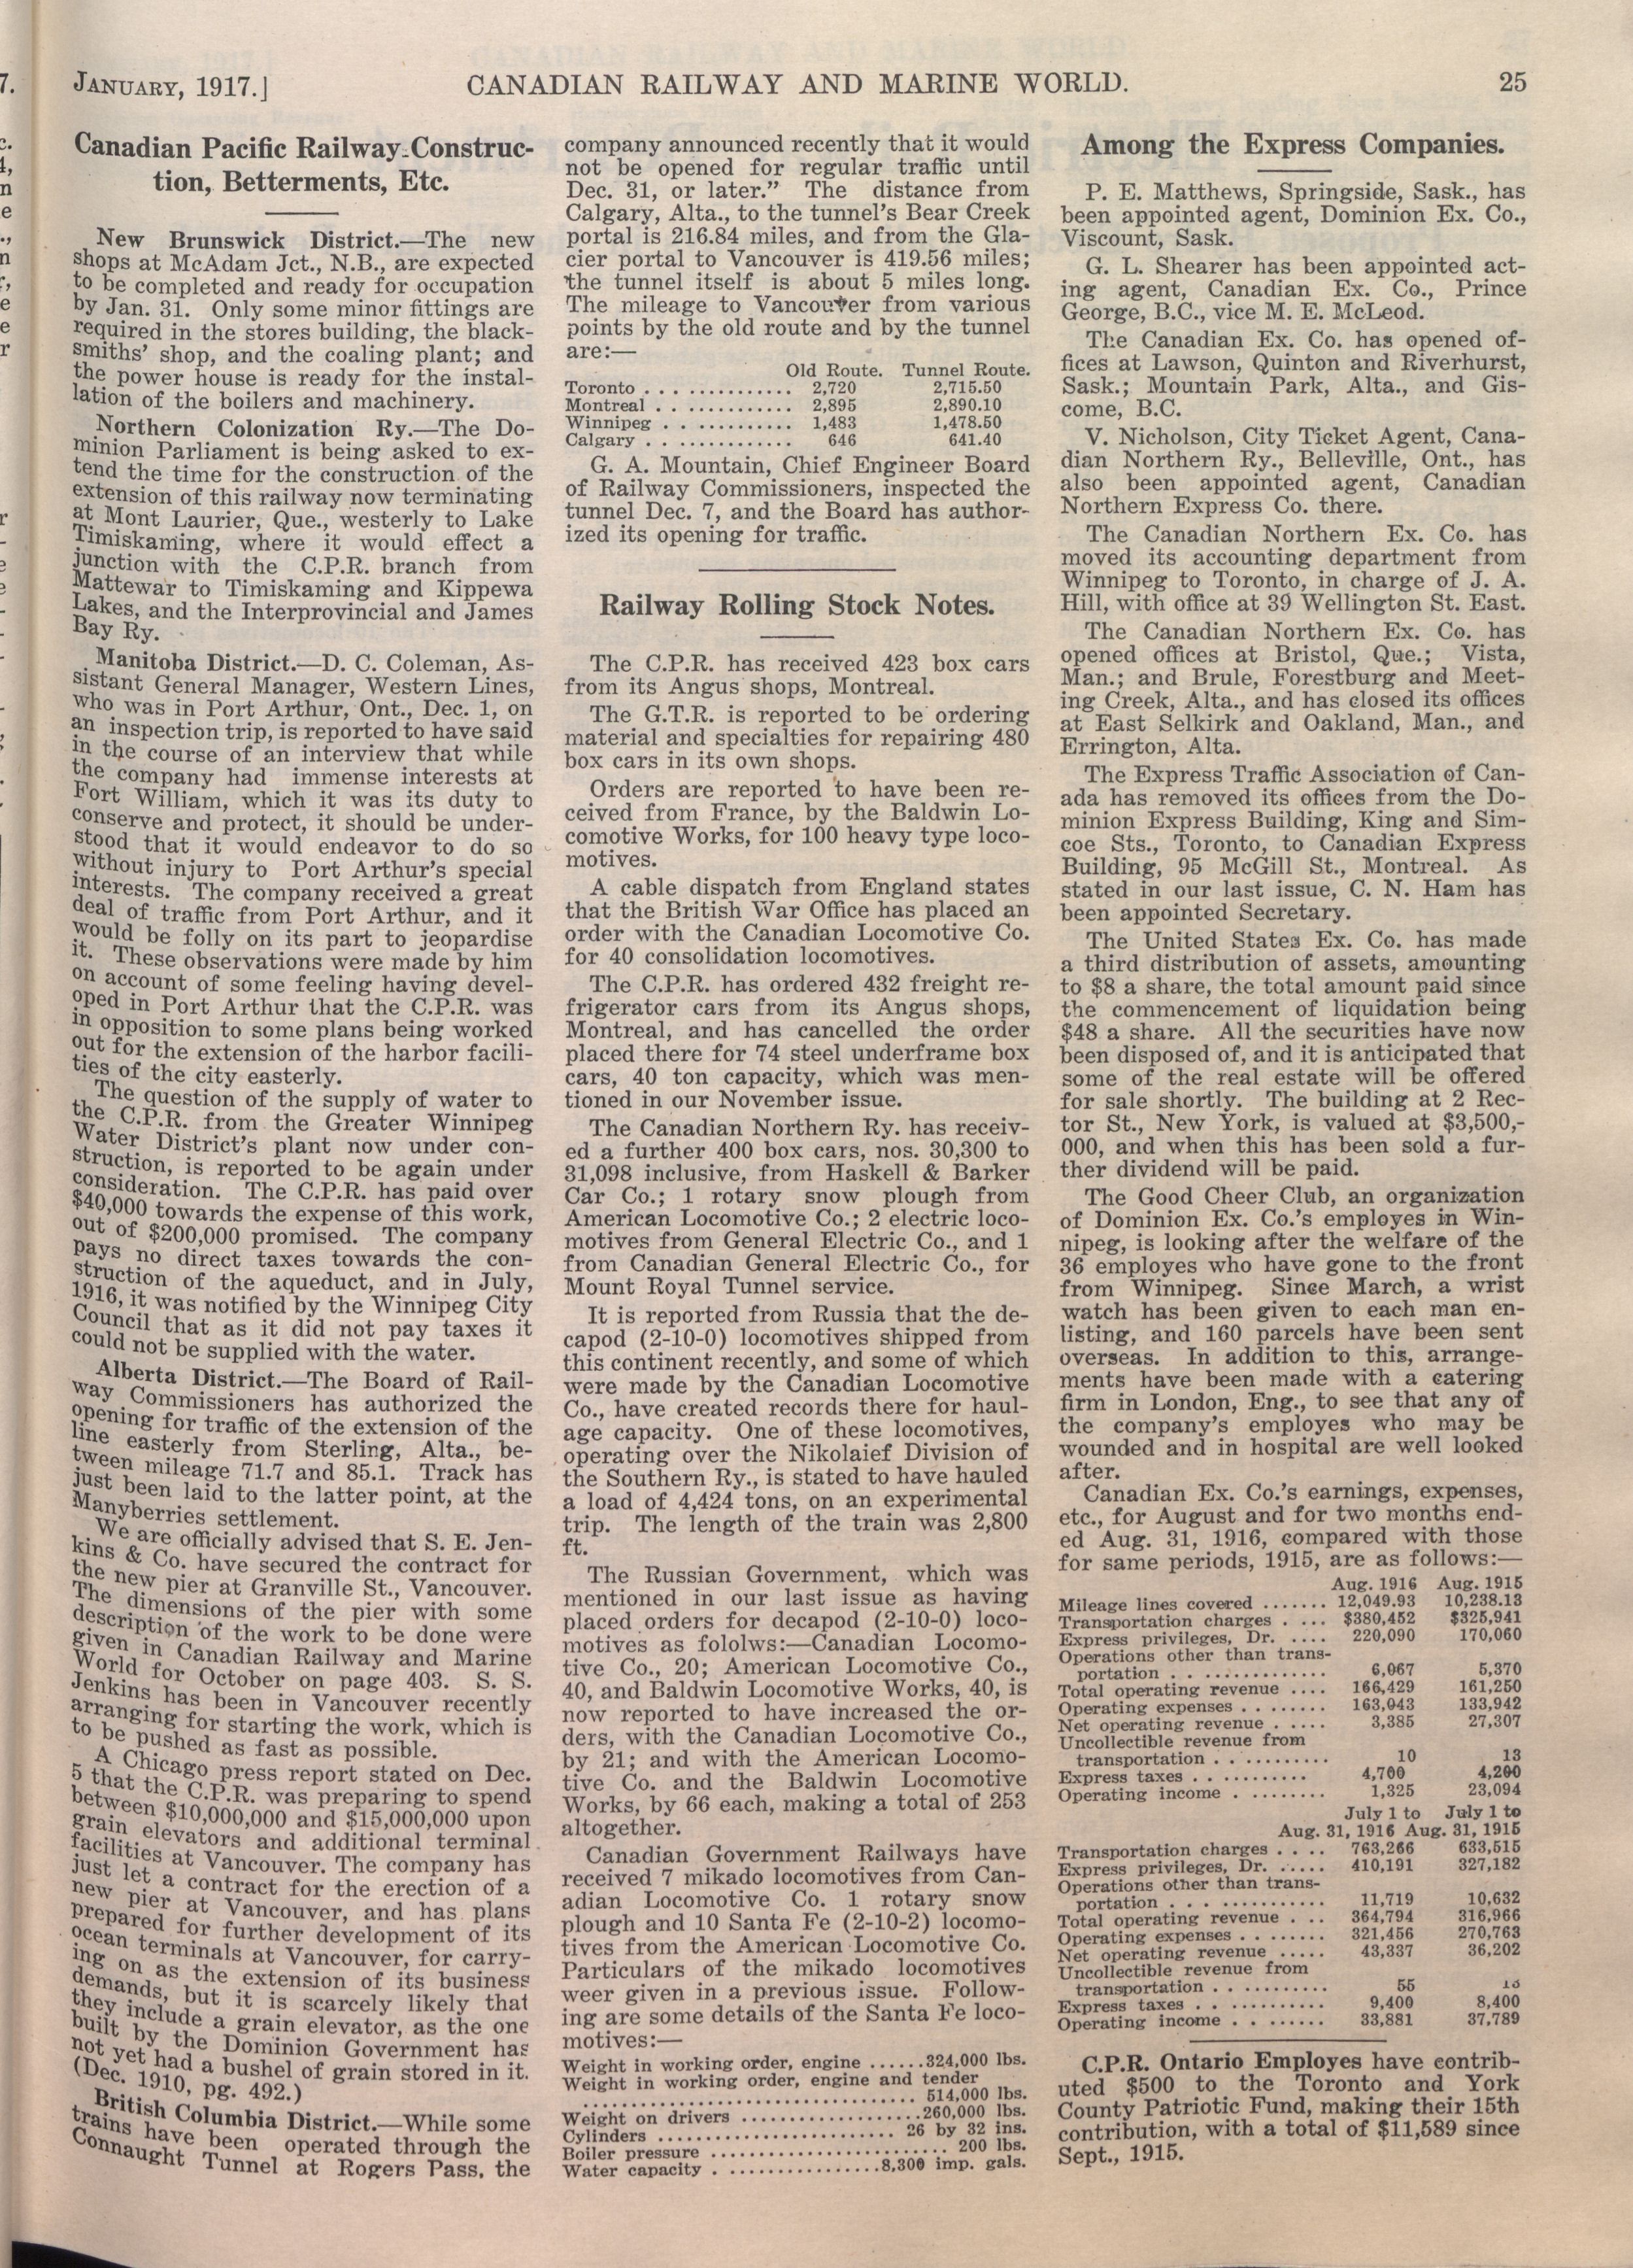 JANUARY, 1917.]
CANADIAN RAILWAY AND MARINE WORLD.
25
Canadian Pacific Railway Construc-
tion, Betterments, Etc.
New Brunswick District.—The new
shops at McAdam Jct., N.B., are expected
to be completed and ready for occupation
by Jan. 31. Only some minor fittings are
required in the stores building, the black-
smiths' shop, and the coaling plant; and
the power house is ready for the instal-
lation of the boilers and machinery.
Northern Colonization Ry.—The Do-
minion Parliament is being asked to ex-
tend the time for the construction of the
extension of this railway now terminating
at Mont Laurier, Que., westerly to Lake
Timiskaming, where it would effect a
junction with the C.P.R. branch from
Mattewar to Timiskaming and Kippewa
Lakes, and the Interprovincial and James
Bay Ry.
Manitoba District.—D. C. Coleman, As-
sistant General Manager, Western Lines,
who was in Port Arthur, Ont., Dec. 1, on
an inspection trip, is reported to have said
in the course of an interview that while
the company had immense interests at
Fort William, which it was its duty to
conserve and protect, it should be under-
stood that it would endeavor to do so
without injury to Port Arthur's special
interests. The company received a great
deal of traffic from Port Arthur, and it
would be folly on its part to jeopardise
it. These observations were made by him
on account of some feeling having devel-
oped in Port Arthur that the C.P.R. was
in opposition to some plans being worked
out for the extension of the harbor facili-
ties of the city easterly.
The question of the supply of water to
the C.P.R. from the Greater Winnipeg
Water District's plant now under con-
struction, is reported to be again under
consideration. The C.P.R. has paid over
$40,000 towards the expense of this work,
out of $200,000 promised. The company
pays no direct taxes towards the con-
struction of the aqueduct, and in July,
1916, it was notified by the Winnipeg City
Council that as it did not pay taxes it
could not be supplied with the water.
Alberta District.—The Board of Rail-
way Commissioners has authorized the
opening for traffic of the extension of the
line easterly from Sterling, Alta., be-
tween mileage 71.7 and 85.1. Track has
just been laid to the latter point, at the
Manyberries settlement.
We are officially advised that S. E. Jen-
kins & Co. have secured the contract for
the new pier at Granville St., Vancouver.
The dimensions of the pier with some
description of the work to be done were
given in Canadian Railway and Marine
World for October on page 403. S. S.
Jenkins has been in Vancouver recently
arranging for starting the work, which is
to be pushed as fast as possible.
A Chicago press report stated on Dec.
5 that the C.P.R. was preparing to spend
between $10,000,000 and $15,000,000 upon
grain elevators and additional terminal
facilities at Vancouver. The company has
just let a contract for the erection of a
new pier at Vancouver, and has plans
prepared for further development of its
ocean terminals at Vancouver, for carry-
ing on as the extension of its business
demands, but it is scarcely likely that
they include a grain elevator, as the one
built by the Dominion Government has
not yet had a bushel of grain stored in it.
(Dec. 1910, pg. 492.)
British Columbia District.—While some
trains have been operated through the
Connaught Tunnel at Rogers Pass, the
company announced recently that it would
not be opened for regular traffic until
Dec. 31, or later." The distance from
Calgary, Alta., to the tunnel's Bear Creek
portal is 216.84 miles, and from the Gla-
cier portal to Vancouver is 419.56 miles;
the tunnel itself is about 5 miles long.
The mileage to Vancouver from various
points by the old route and by the tunnel
are:—
Old Route. Tunnel Route.
Toronto . . ............ 2,720 2,715.50
Montreal . . ............ 2,895 2,890.10
Winnipeg . . .......... 1,483 1,478.50
Calgary . . ............ 646 641.40
G. A. Mountain, Chief Engineer Board
of Railway Commissioners, inspected the
tunnel Dec. 7, and the Board has author-
ized its opening for traffic.
Railway Rolling Stock Notes.
The C.P.R. has received 423 box cars
from its Angus shops, Montreal.
The G.T.R. is reported to be ordering
material and specialties for repairing 480
box cars in its own shops.
Orders are reported to have been re-
ceived from France, by the Baldwin Lo-
comotive Works, for 100 heavy type loco-
motives.
A cable dispatch from England states
that the British War Office has placed an
order with the Canadian Locomotive Co.
for 40 consolidation locomotives.
The C.P.R. has ordered 432 freight re-
frigerator cars from its Angus shops,
Montreal, and has cancelled the order
placed there for 74 steel underframe box
cars, 40 ton capacity, which was men-
tioned in our November issue.
The Canadian Northern Ry. has receiv-
ed a further 400 box cars, nos. 30,300 to
31,098 inclusive, from Haskell & Barker
Car Co.; 1 rotary snow plough from
American Locomotive Co.; 2 electric loco-
motives from General Electric Co., and 1
from Canadian General Electric Co., for
Mount Royal Tunnel service.
It is reported from Russia that the de-
capod (2-10-0) locomotives shipped from
this continent recently, and some of which
were made by the Canadian Locomotive
Co., have created records there for haul-
age capacity. One of these locomotives,
operating over the Nikolaief Division of
the Southern Ry., is stated to have hauled
a load of 4,424 tons, on an experimental
trip. The length of the train was 2,800
ft.
The Russian Government, which was
mentioned in our last issue as having
placed orders for decapod (2-10-0) loco-
motives as fololws:—Canadian Locomo-
tive Co., 20; American Locomotive Co.,
40, and Baldwin Locomotive Works, 40, is
now reported to have increased the or-
ders, with the Canadian Locomotive Co.,
by 21; and with the American Locomo-
tive Co. and the Baldwin Locomotive
Works, by 66 each, making a total of 253
altogether.
Canadian Government Railways have
received 7 mikado locomotives from Can-
adian Locomotive Co. 1 rotary snow
plough and 10 Santa Fe (2-10-2) locomo-
tives from the American Locomotive Co.
Particulars of the mikado locomotives
weer given in a previous issue. Follow-
ing are some details of the Santa Fe loco-
motives:—
Weight in working order, engine ......324,000 lbs.
Weight in working order, engine and tender
................................. 514,000 lbs.
Weight on drivers ..................260,000 lbs.
Cylinders ........................ 26 by 32 ins.
Boiler pressure ....................... 200 lbs.
Water capacity . ................8,300 imp. gals.
Among the Express Companies.
P. E. Matthews, Springside, Sask., has
been appointed agent, Dominion Ex. Co.,
Viscount, Sask.
G. L. Shearer has been appointed act-
ing agent, Canadian Ex. Co., Prince
George, B.C., vice M. E. McLeod.
The Canadian Ex. Co. has opened of-
fices at Lawson, Quinton and Riverhurst,
Sask.; Mountain Park, Alta., and Gis-
come, B.C.
V. Nicholson, City Ticket Agent, Cana-
dian Northern Ry., Belleville, Ont., has
also been appointed agent, Canadian
Northern Express Co. there.
The Canadian Northern Ex. Co. has
moved its accounting department from
Winnipeg to Toronto, in charge of J. A.
Hill, with office at 39 Wellington St. East.
The Canadian Northern Ex. Co. has
opened offices at Bristol, Que.; Vista,
Man.; and Brule, Forestburg and Meet-
ing Creek, Alta., and has closed its offices
at East Selkirk and Oakland, Man., and
Errington, Alta.
The Express Traffic Association of Can-
ada has removed its offices from the Do-
minion Express Building, King and Sim-
coe Sts., Toronto, to Canadian Express
Building, 95 McGill St., Montreal. As
stated in our last issue, C. N. Ham has
been appointed Secretary.
The United States Ex. Co. has made
a third distribution of assets, amounting
to $8 a share, the total amount paid since
the commencement of liquidation being
$48 a share. All the securities have now
been disposed of, and it is anticipated that
some of the real estate will be offered
for sale shortly. The building at 2 Rec-
tor St., New York, is valued at $3,500,-
000, and when this has been sold a fur-
ther dividend will be paid.
The Good Cheer Club, an organization
of Dominion Ex. Co.'s employes in Win-
nipeg, is looking after the welfare of the
36 employes who have gone to the front
from Winnipeg. Since March, a wrist
watch has been given to each man en-
listing, and 160 parcels have been sent
overseas. In addition to this, arrange-
ments have been made with a catering
firm in London, Eng., to see that any of
the company's employes who may be
wounded and in hospital are well looked
after.
Canadian Ex. Co.'s earnings, expenses,
etc., for August and for two months end-
ed Aug. 31, 1916, compared with those
for same periods, 1915, are as follows:—
Aug. 1916 Aug. 1915
Mileage lines covered ....... 12,049.93 10,238.13
Transportation charges . ... $380,452 $325,941
Express privileges, Dr. .... 220,090 170,060
Operations other than trans-
portation . . ............ 6,067 5,370
Total operating revenue .... 166,429 161,250
Operating expenses . ....... 163,043 133,942
Net operating revenue . .... 3,385 27,307
Uncollectible revenue from
transportation . . ......... 10 13
Express taxes . . .......... 4,700 4,200
Operating income . ........ 1,325 23,094
July 1 to July 1 to
Aug. 31, 1916 Aug. 31, 1915
Transportation charges . ... 763,266 633,515
Express privileges, Dr. ..... 410,191 327,182
Operations other than trans-
portation . . . ........... 11,719 10,632
Total operating revenue . .. 364,794 316,966
Operating expenses . ....... 321,456 270,763
Net operating revenue ..... 43,337 36,202
Uncollectible revenue from
transportation . . ......... 55 13
Express taxes . . .......... 9,400 8,400
Operating income . . ...... 33,881 37,789
C.P.R. Ontario Employes have contrib-
uted $500 to the Toronto and York
County Patriotic Fund, making their 15th
contribution, with a total of $11,589 since
Sept., 1915.